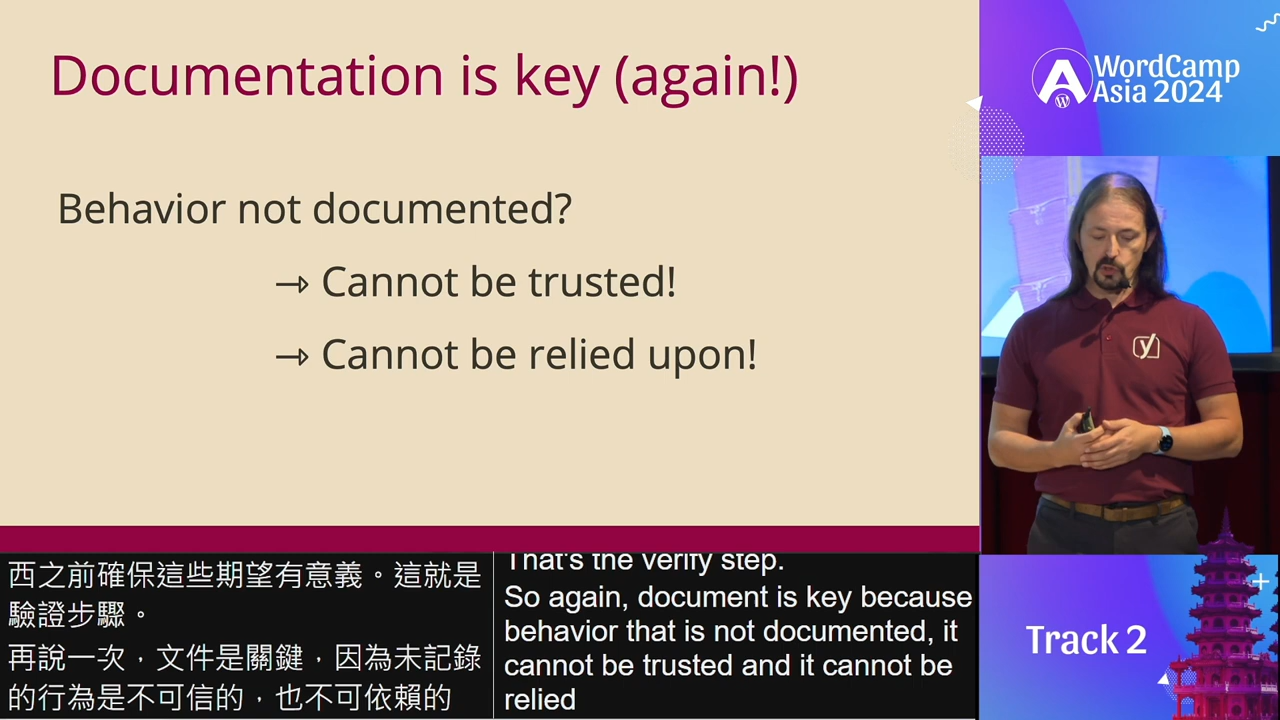 Documentation is key (again!)
Behavior not documented?
→ Cannot be trusted!
→ Cannot be relied upon!
WordCamp
Asia 2024
Track 2
西之前確保這些期望有意義。這就是
驗證步驟。
再說一次，文件是關鍵，因為未記錄
的行為是不可信的，也不可依賴的
That's the verify step.
So again, document is key because
behavior that is not documented, it
cannot be trusted and it cannot be
relied